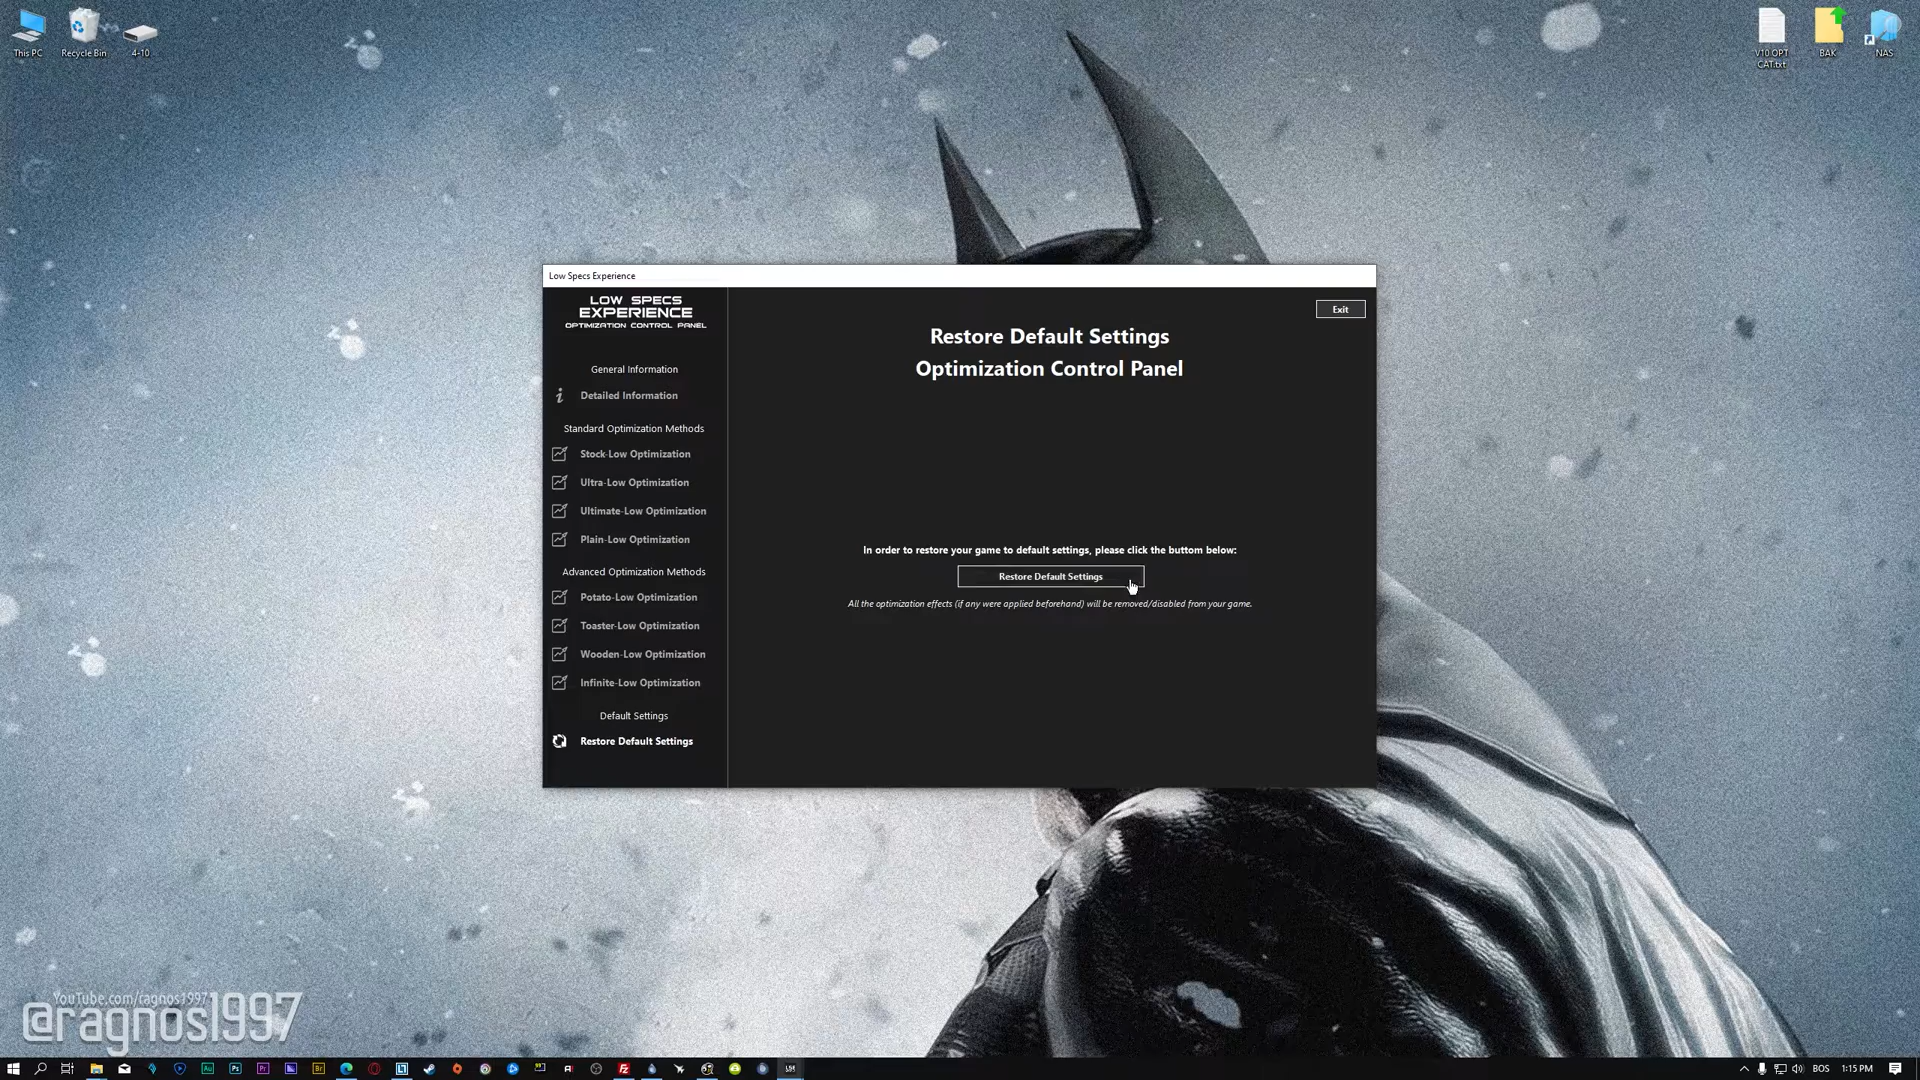 This PC
Recycle Bin
4-10
V10 OPT
CAT.txt
BAK
NAS
Low Specs Experience
LOW SPECS
EXPERIENCE
OPTIMIZATION CONTROL PANEL
General Information
Detailed Information
Standard Optimization Methods
Stock-Low Optimization
Ultra-Low Optimization
Ultimate-Low Optimization
Plain-Low Optimization
Advanced Optimization Methods
Potato-Low Optimization
Toaster-Low Optimization
Wooden-Low Optimization
Infinite-Low Optimization
Default Settings
Restore Default Settings
Exit
Restore Default Settings
Optimization Control Panel
In order to restore your game to default settings, please click the buttom below:
Restore Default Settings
All the optimization effects (if any were applied beforehand) will be removed/disabled from your game.
YouTube.com/ragnos1997
@ragnos1997
Au
Ps
Pr
Br
Fz
BOS
1:15 PM